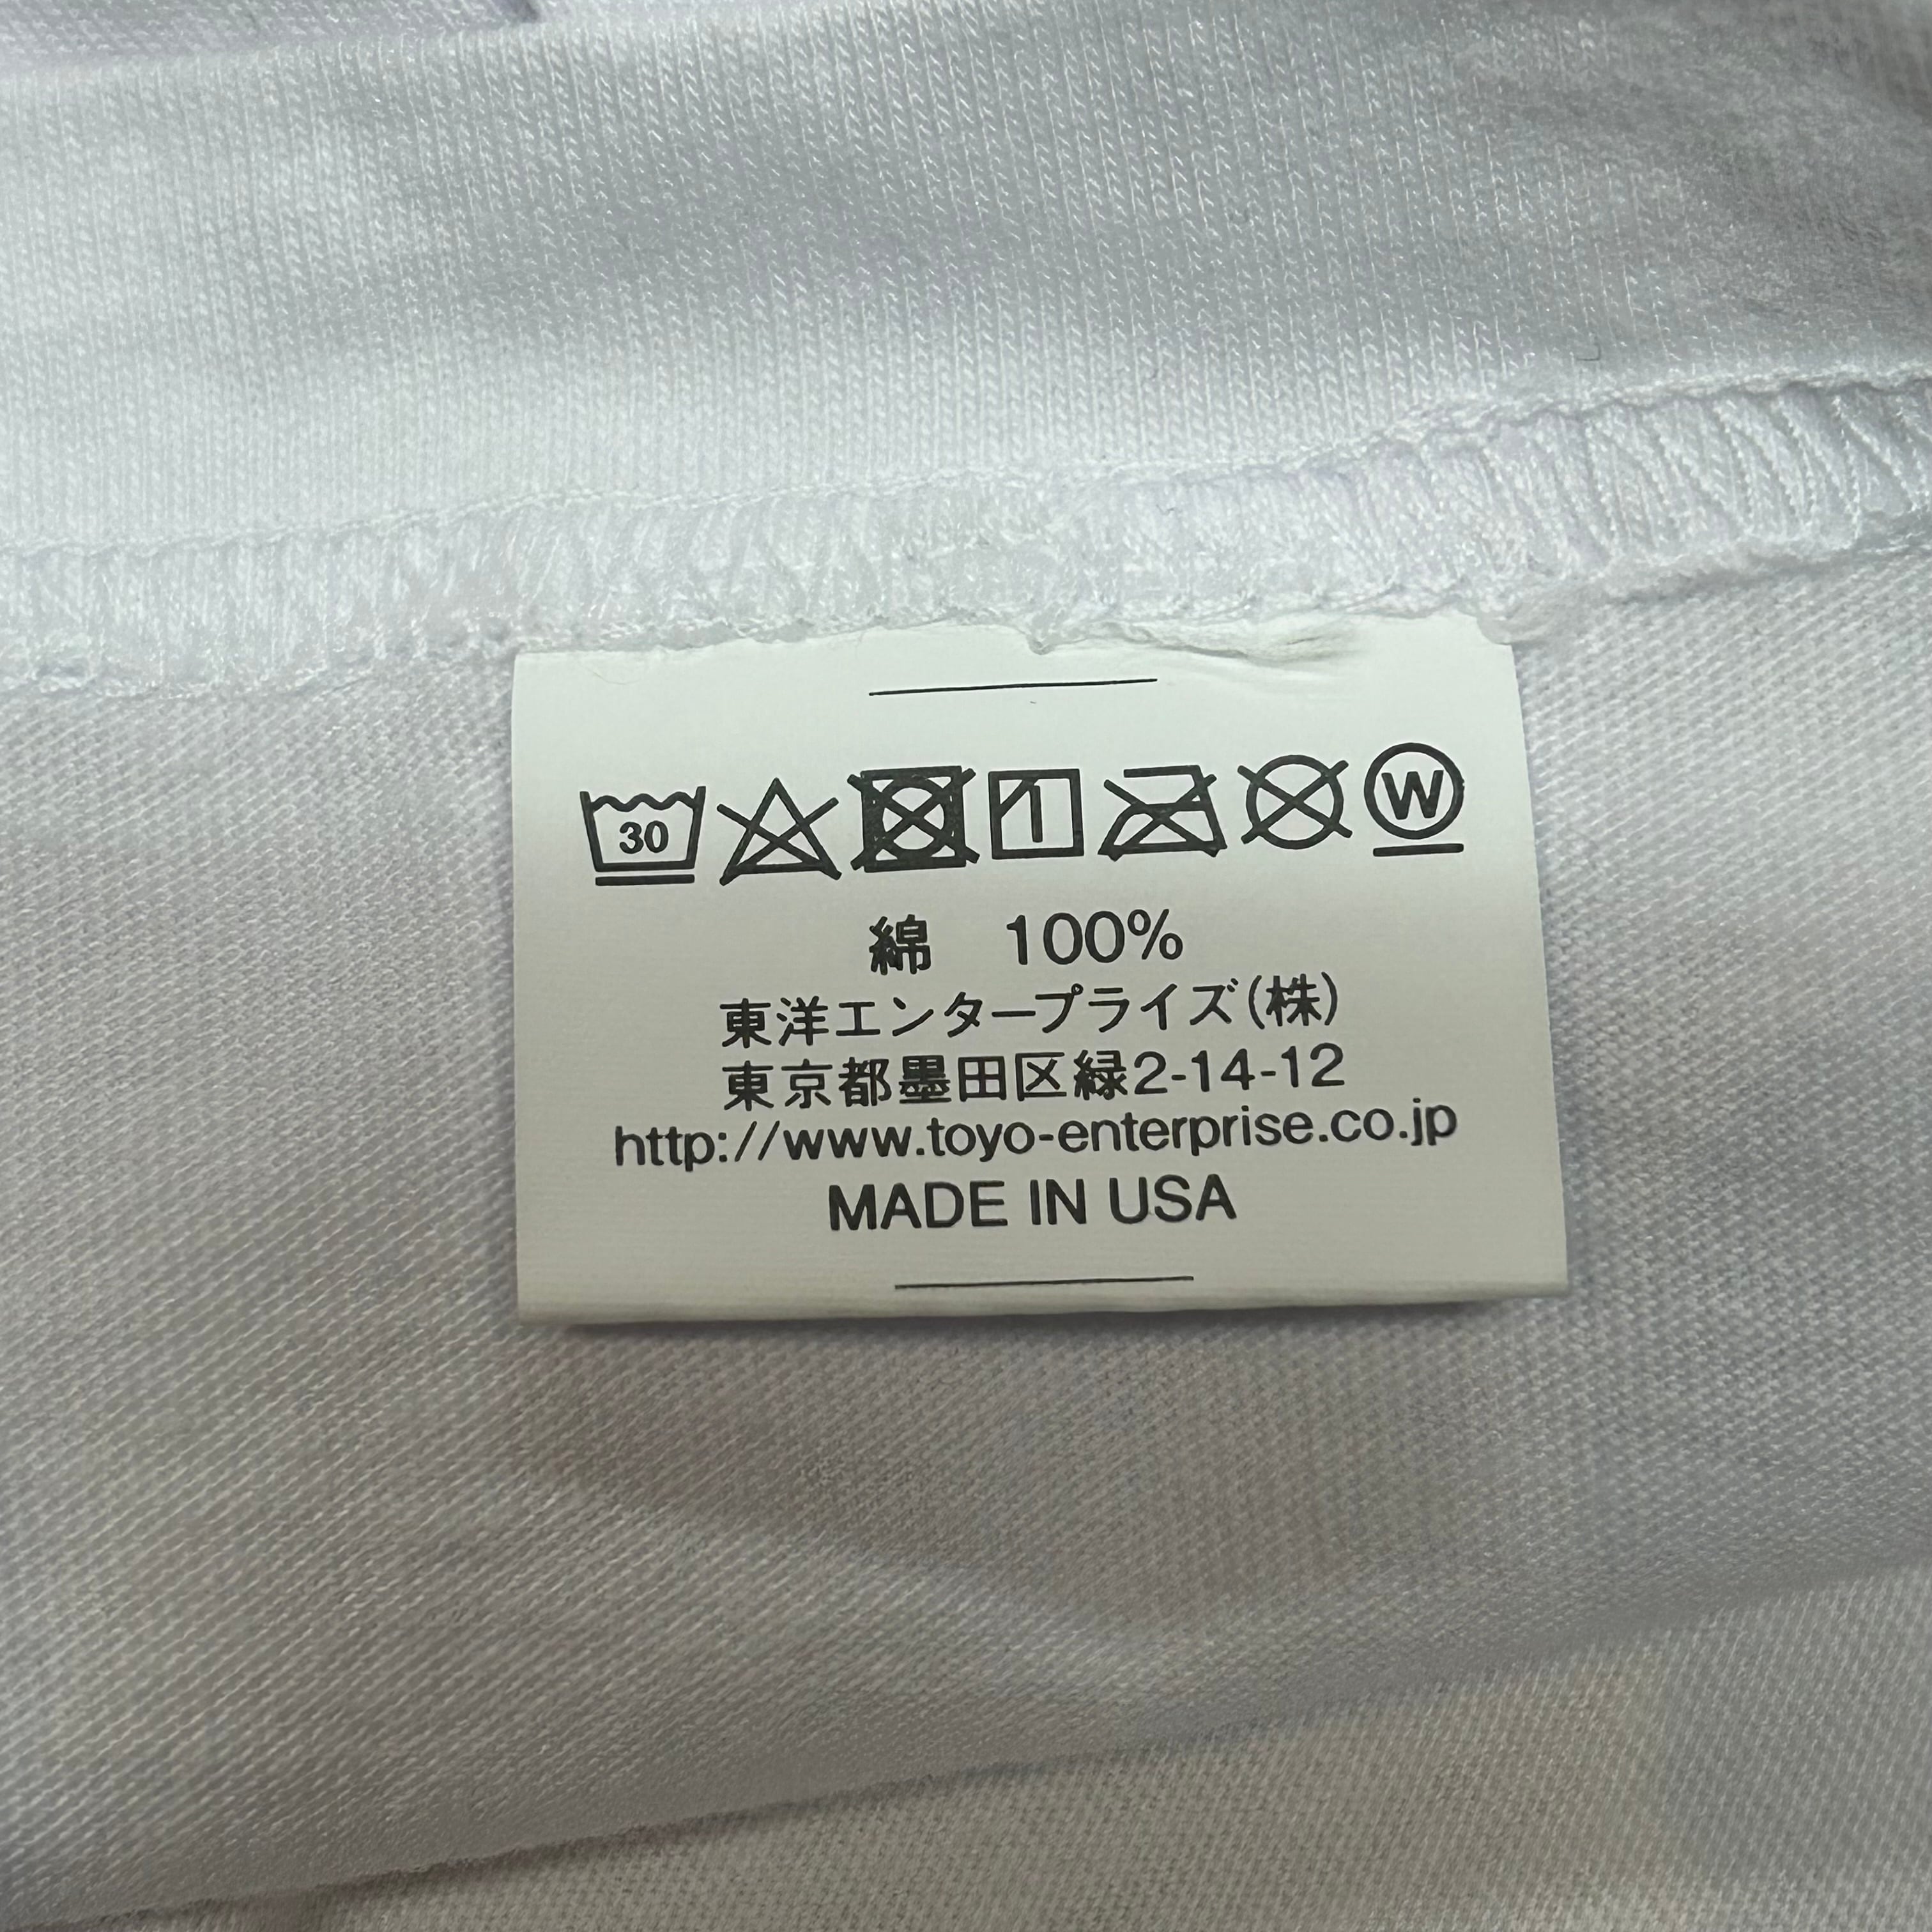 30 W
綿 100%
東洋エンタープライズ(株)
東京都墨田区緑2-14-12
http://www.toyo-enterprise.co.jp
MADE IN USA